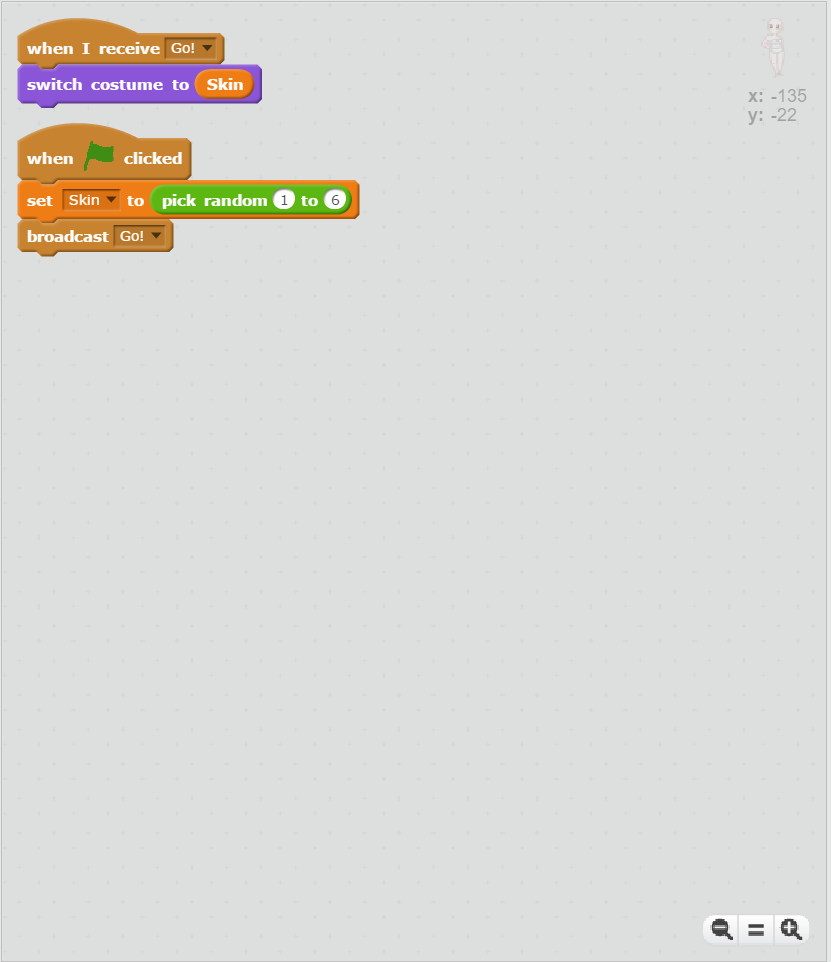 when I receive Go!
switch costume to Skin
x: -135
y: -22
when clicked
set Skin to pick random 1 to 6
broadcast Go!